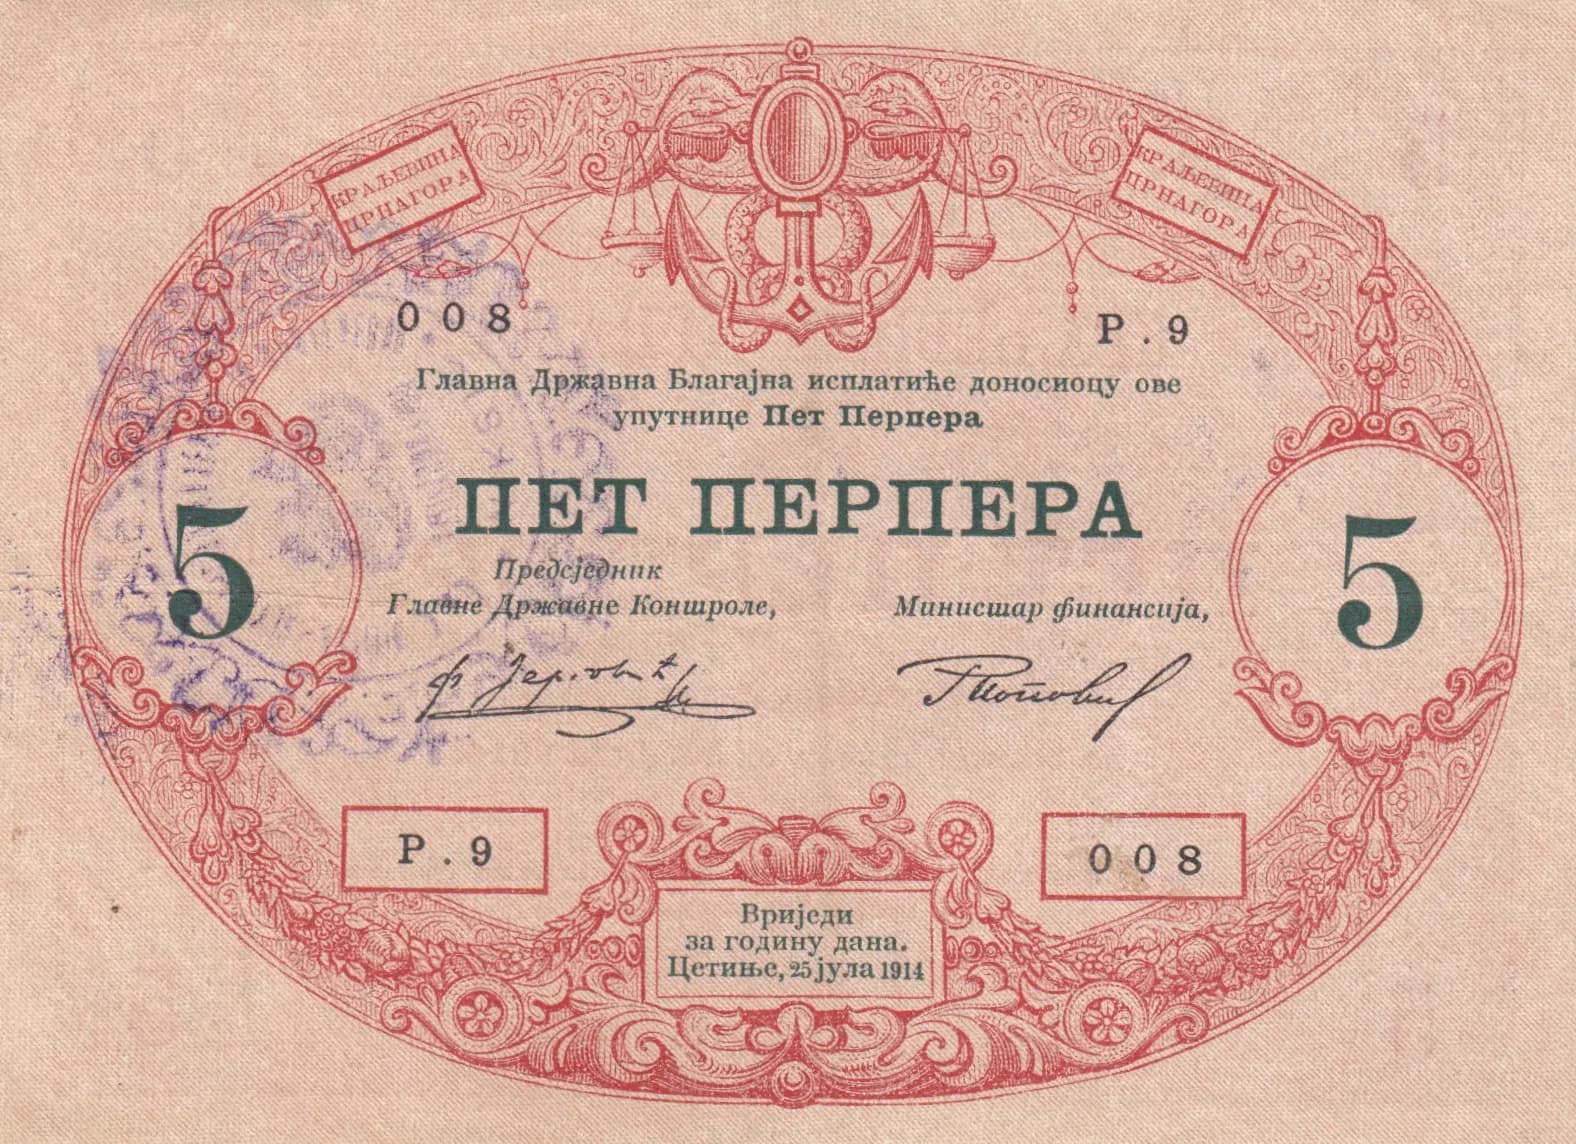 КРАЉЕВИНА
ЦРНАГОРА
КРАЉЕВИНА
ЦРНАГОРА
008
Р.9
Главна Државна Благајна исплатиће доносиоцу ове
упутнице Пет Перпера
ПЕТ ПЕРПЕРА
5
5
Предсједник
Главне Државне Контроле,
Министар финансија,
Р.9
008
Вриједи
за годину дана.
Цетиње, 25 јула 1914